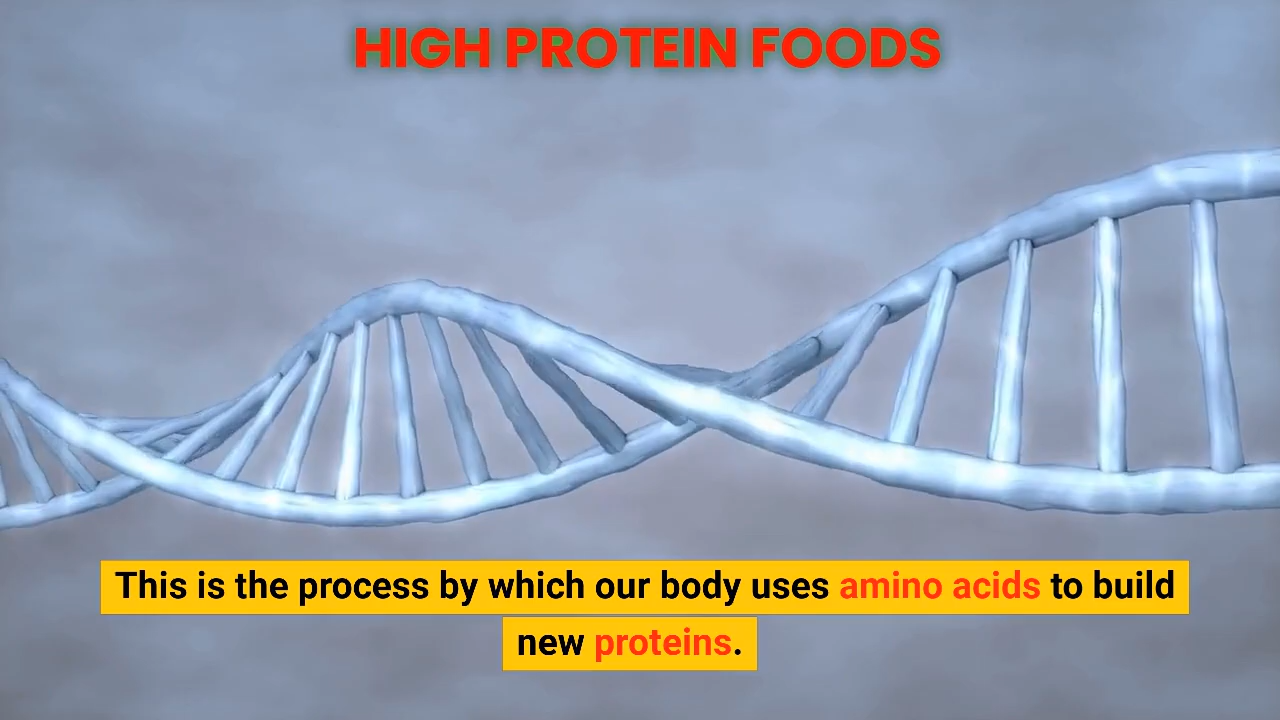 HIGH PROTEIN FOODS
This is the process by which our body uses amino acids to build
new proteins.